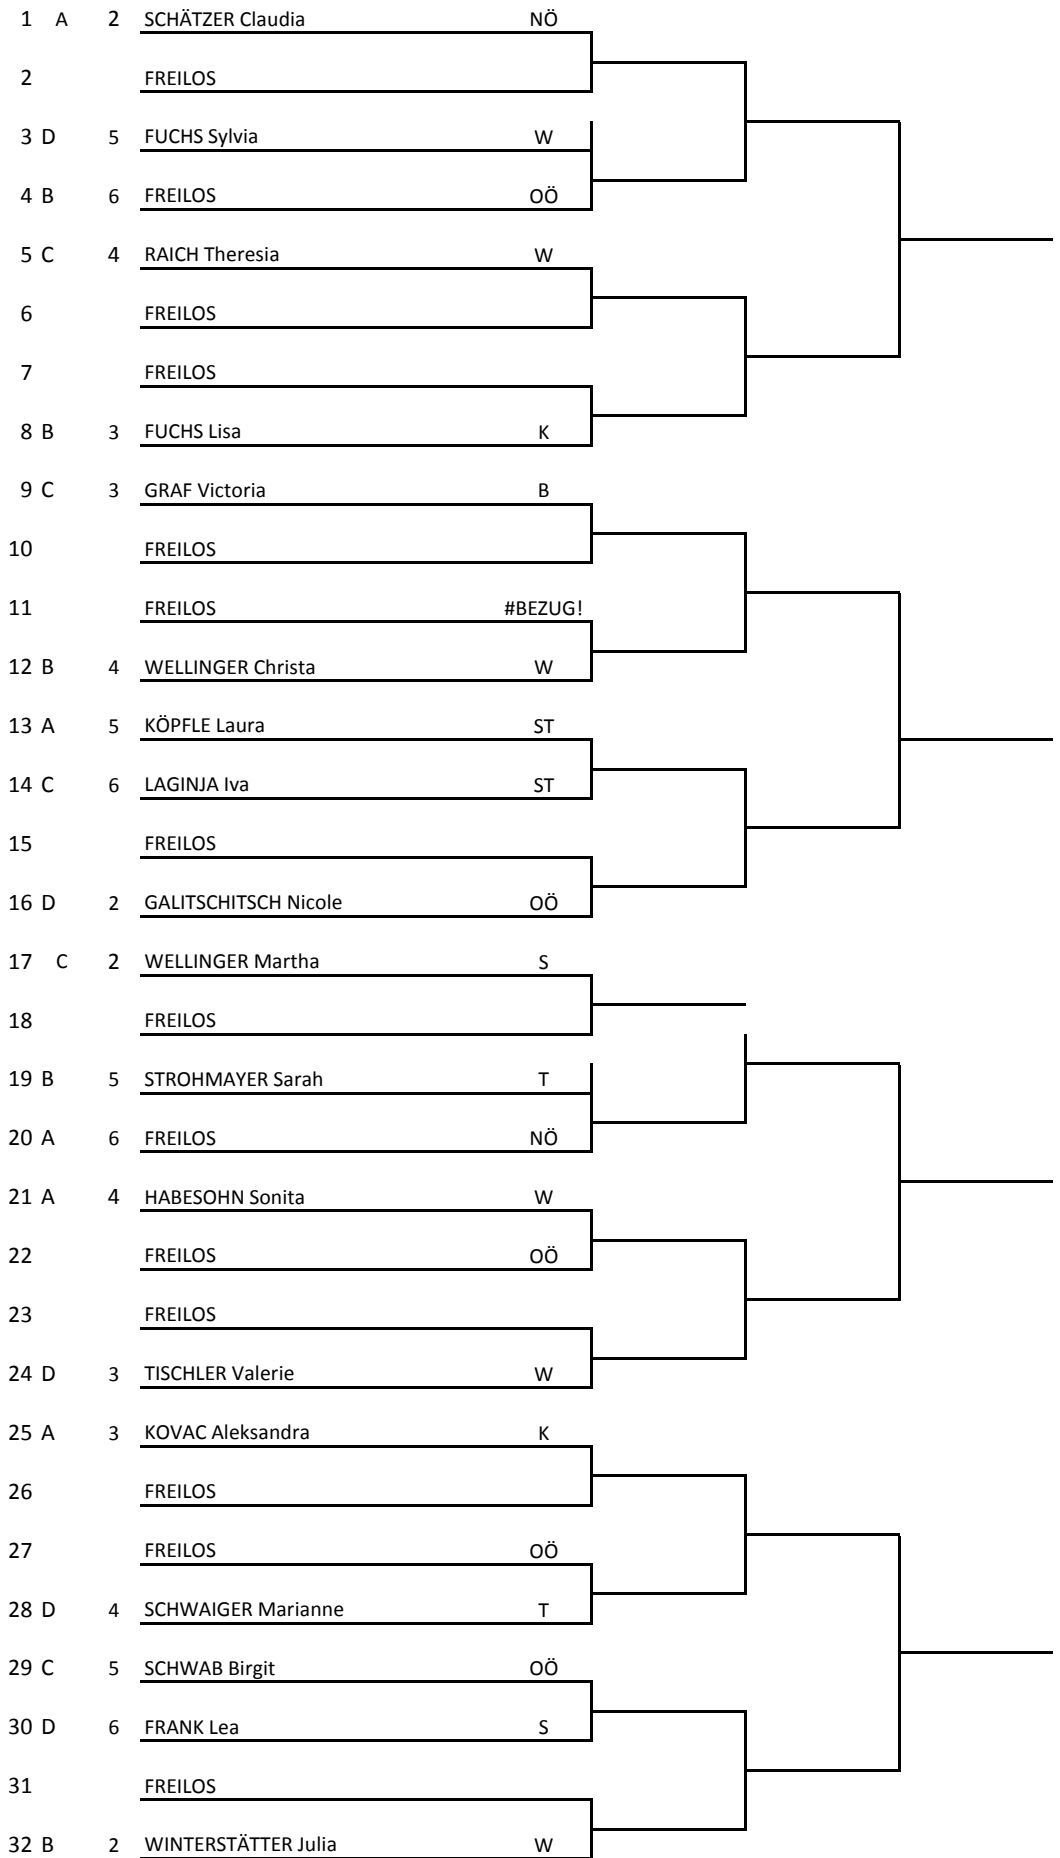 1 A 2 SCHÄTZER Claudia NÖ
2 FREILOS
3 D 5 FUCHS Sylvia W
4 B 6 FREILOS OÖ
5 C 4 RAICH Theresia W
6 FREILOS
7 FREILOS
8 B 3 FUCHS Lisa K
9 C 3 GRAF Victoria B
10 FREILOS
11 FREILOS #BEZUG!
12 B 4 WELLINGER Christa W
13 A 5 KÖPFLE Laura ST
14 C 6 LAGINJA Iva ST
15 FREILOS
16 D 2 GALITSCHITSCH Nicole OÖ
17 C 2 WELLINGER Martha S
18 FREILOS
19 B 5 STROHMAYER Sarah T
20 A 6 FREILOS NÖ
21 A 4 HABESOHN Sonita W
22 FREILOS OÖ
23 FREILOS
24 D 3 TISCHLER Valerie W
25 A 3 KOVAC Aleksandra K
26 FREILOS
27 FREILOS OÖ
28 D 4 SCHWAIGER Marianne T
29 C 5 SCHWAB Birgit OÖ
30 D 6 FRANK Lea S
31 FREILOS
32 B 2 WINTERSTÄTTER Julia W